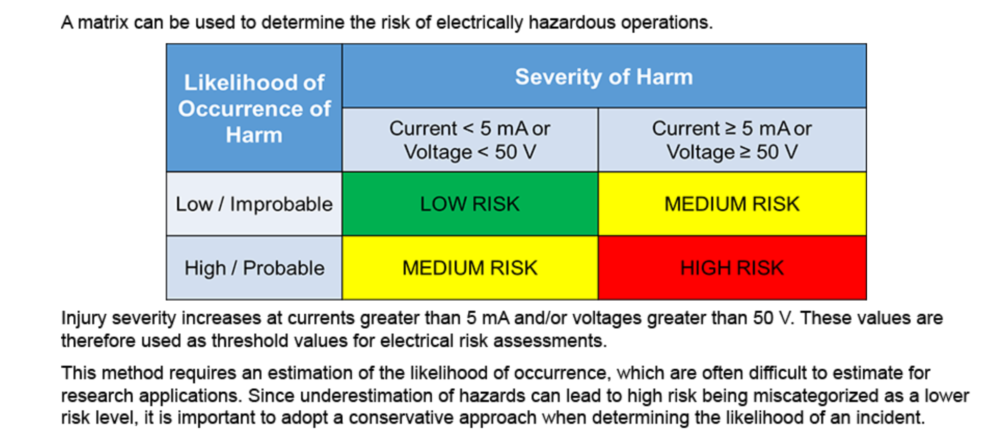 A matrix can be used to determine the risk of electrically hazardous operations.
Likelihood of
Occurrence of
Harm
Severity of Harm
Current < 5 mA or
Voltage < 50 V
Current ≥ 5 mA or
Voltage ≥ 50 V
Low / Improbable
LOW RISK
MEDIUM RISK
High / Probable
MEDIUM RISK
HIGH RISK
Injury severity increases at currents greater than 5 mA and/or voltages greater than 50 V. These values are
therefore used as threshold values for electrical risk assessments.
This method requires an estimation of the likelihood of occurrence, which are often difficult to estimate for
research applications. Since underestimation of hazards can lead to high risk being miscategorized as a lower
risk level, it is important to adopt a conservative approach when determining the likelihood of an incident.